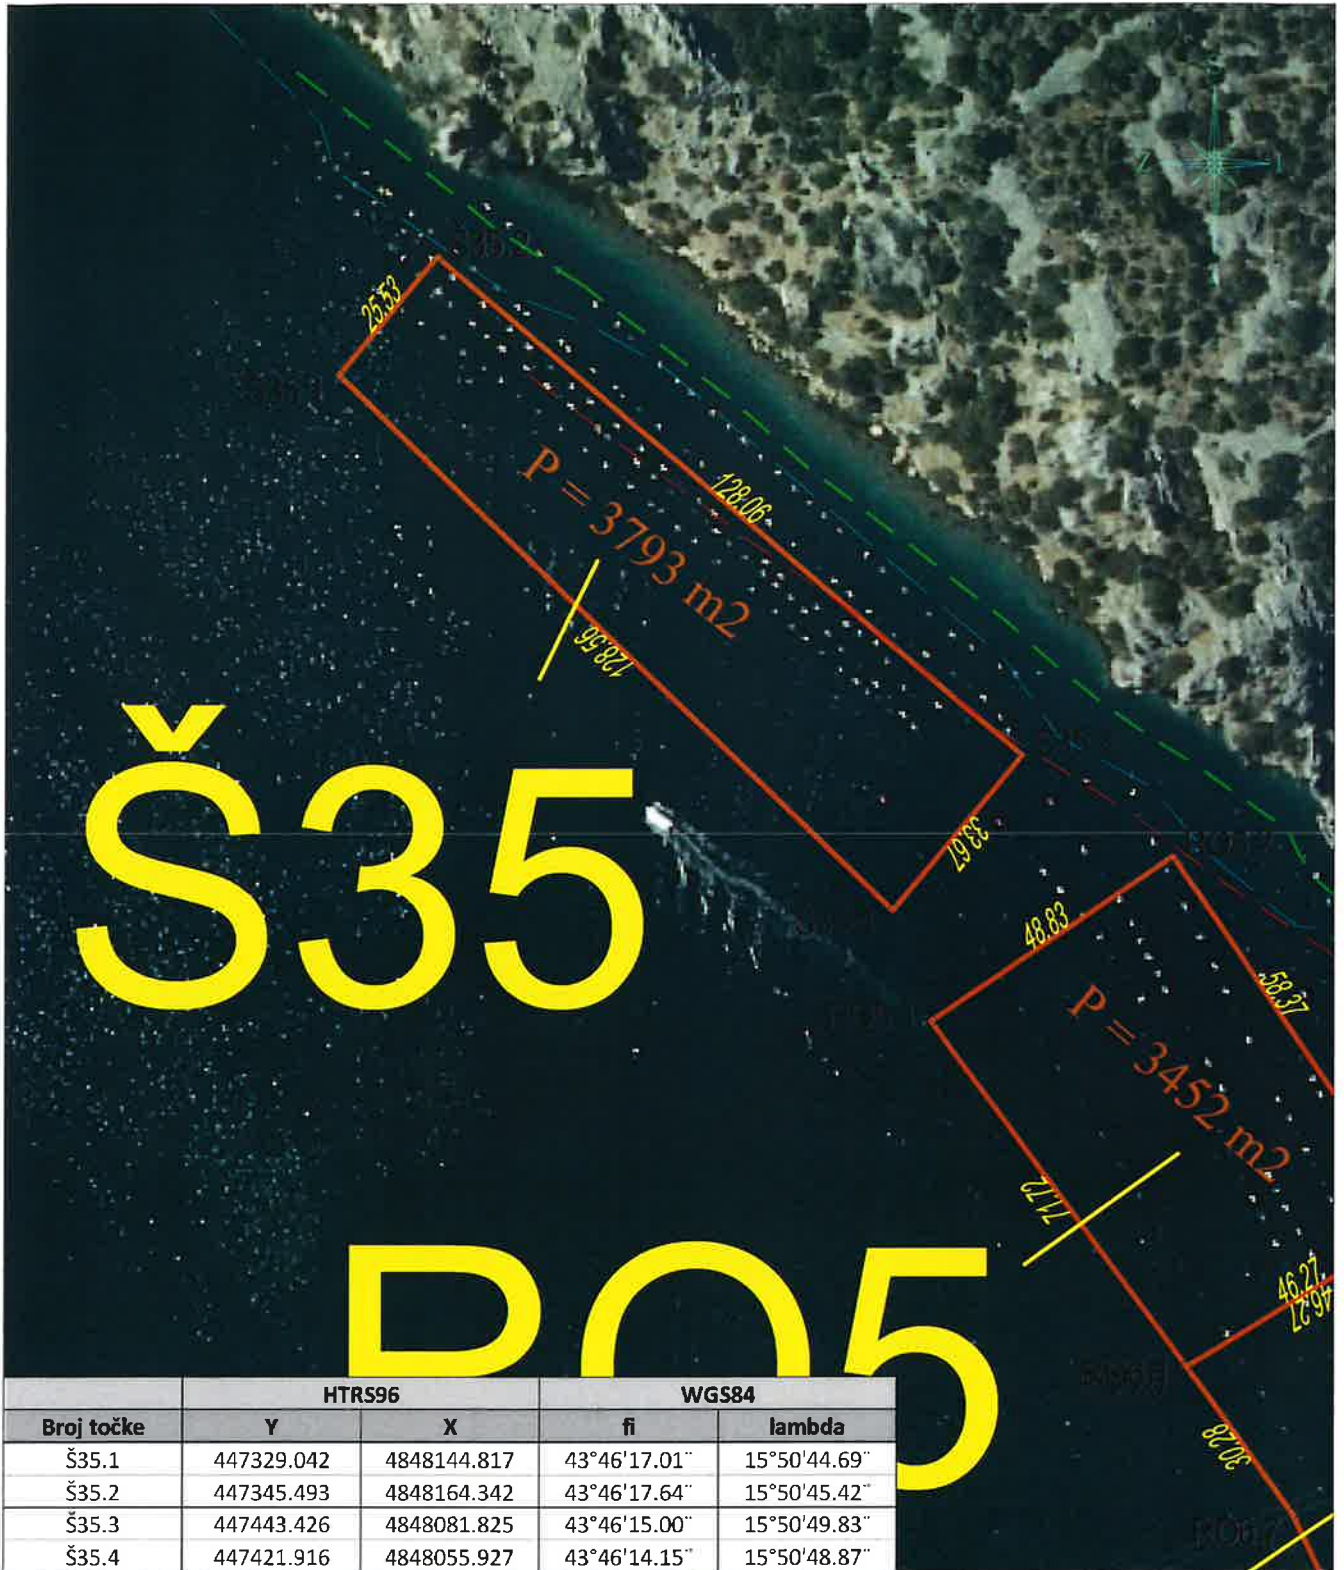 Z I
Š35.2
25.53
128.06
P = 3793 m2
128.56
33.67
Š35
48.83
58.37
P = 3452 m2
71.72
46.27
46.27
30.28
HTRS96 WGS84
Broj točke Y X fi lambda
Š35.1 447329.042 4848144.817 43°46'17.01¨ 15°50'44.69¨
Š35.2 447345.493 4848164.342 43°46'17.64¨ 15°50'45.42¨
Š35.3 447443.426 4848081.825 43°46'15.00¨ 15°50'49.83¨
Š35.4 447421.916 4848055.927 43°46'14.15¨ 15°50'48.87¨